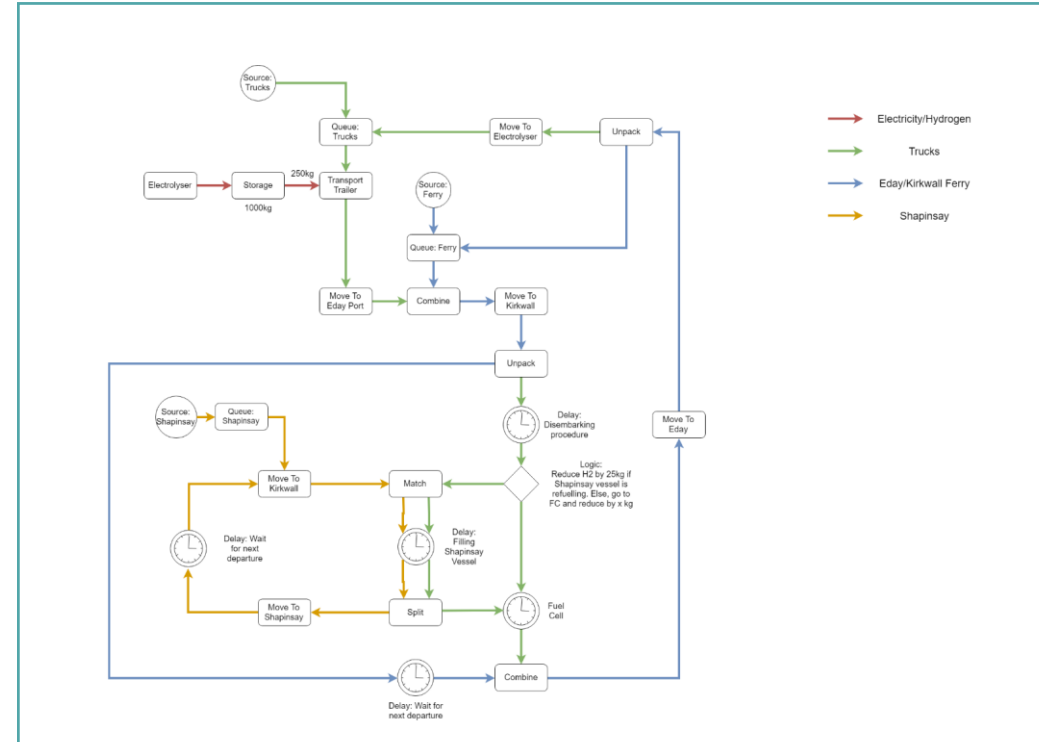 Source:
Trucks
Queue:
Trucks
Move To
Electrolyser
Unpack
Electricity/Hydrogen
Trucks
Eday/Kirkwall Ferry
Shapinsay
Electrolyser
Storage
1000kg
250kg
Transport
Trailer
Source:
Ferry
Queue: Ferry
Move To
Eday Port
Combine
Move To
Kirkwall
Unpack
Source:
Shapinsay
Queue:
Shapinsay
Delay:
Disembarking
procedure
Move To
Eday
Move To
Kirkwall
Match
Logic:
Reduce H2 by 25kg if
Shapinsay vessel is
refuelling. Else, go to
FC and reduce by x kg
Delay: Wait
for next
departure
Delay:
Filling
Shapinsay
Vessel
Move To
Shapinsay
Split
Fuel
Cell
Combine
Delay: Wait for
next departure